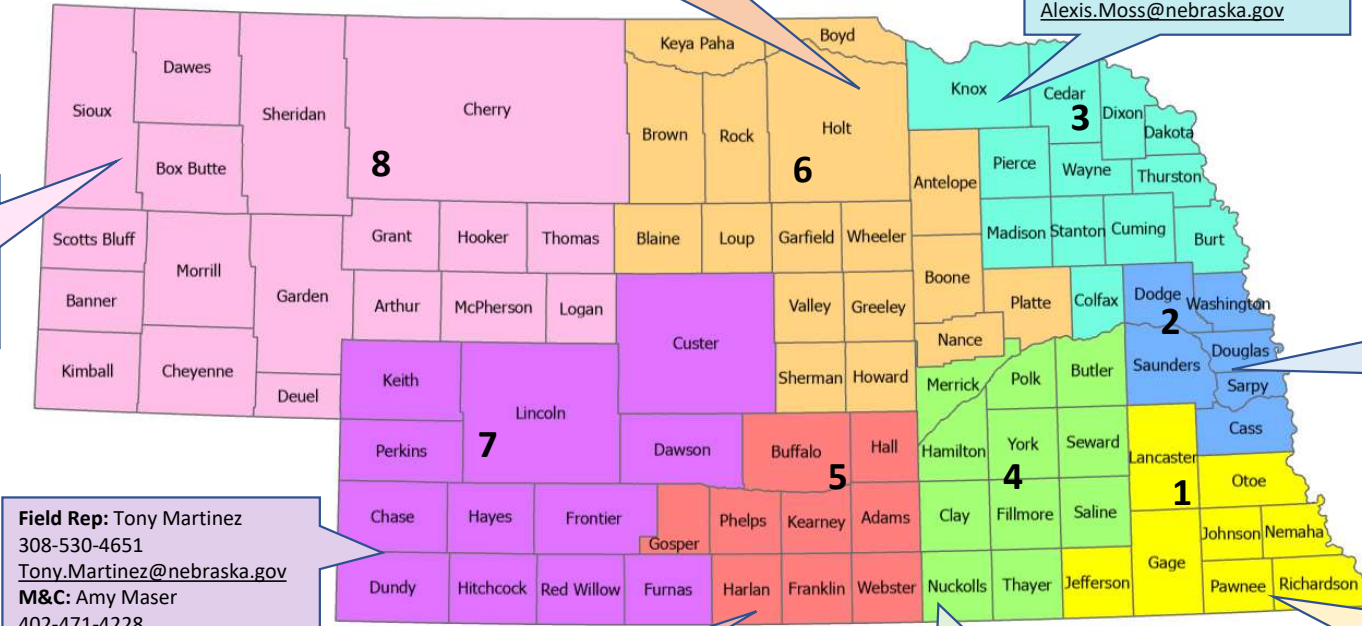 Alexis.Moss@nebraska.gov
Keya Paha
Boyd
Dawes
Knox
Cedar
3
Dixon
Sioux
Sheridan
Cherry
Dakota
Brown
Rock
Holt
8
6
Box Butte
Pierce
Wayne
Thurston
Antelope
Scotts Bluff
Grant
Hooker
Thomas
Blaine
Loup
Garfield
Wheeler
Madison
Stanton
Cuming
Burt
Morrill
Garden
Boone
Banner
Arthur
McPherson
Logan
Valley
Greeley
Platte
Colfax
Dodge
Washington
2
Custer
Nance
Kimball
Cheyenne
Deuel
Keith
Sherman
Howard
Merrick
Polk
Butler
Saunders
Douglas
Sarpy
Lincoln
7
Perkins
Dawson
Buffalo
5
Hall
Hamilton
York
4
Seward
Lancaster
1
Cass
Otoe
Field Rep: Tony Martinez
308-530-4651
Tony.Martinez@nebraska.gov
M&C: Amy Maser
402-471-4228
Chase
Hayes
Frontier
Gosper
Phelps
Kearney
Adams
Clay
Fillmore
Saline
Johnson
Nemaha
Dundy
Hitchcock
Red Willow
Furnas
Harlan
Franklin
Webster
Nuckolls
Thayer
Jefferson
Gage
Pawnee
Richardson